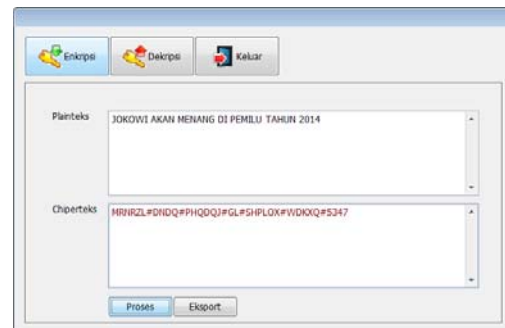 Enkripsi Dekripsi Keluar
Plainteks JOKOWI AKAN MENANG DI PEMILU TAHUN 2014
Chiperteks MRNRZL#DNDQ#PHQDQJ#GL#SHPLOX#WDKXQ#5347
Proses Eksport